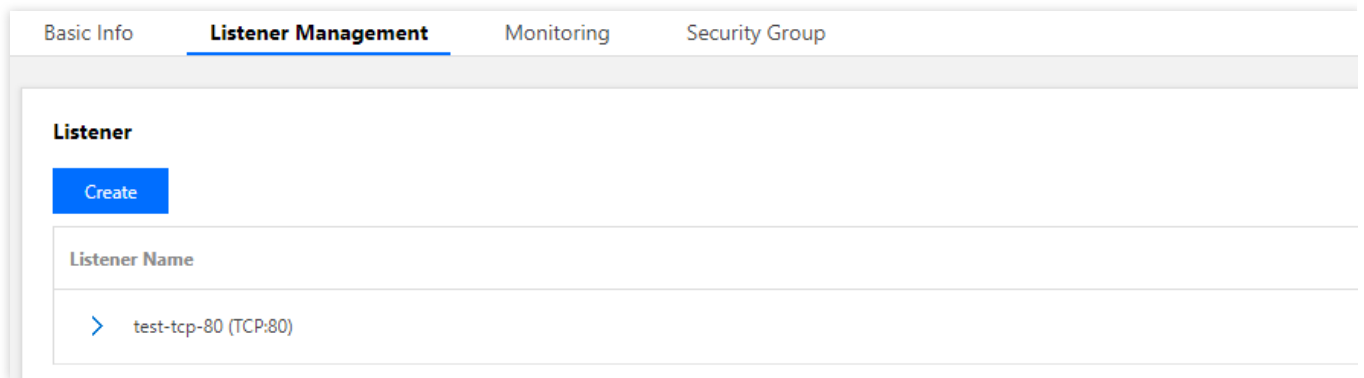 Basic Info Listener Management Monitoring Security Group
Listener
Create
Listener Name
test-tcp-80 (TCP:80)